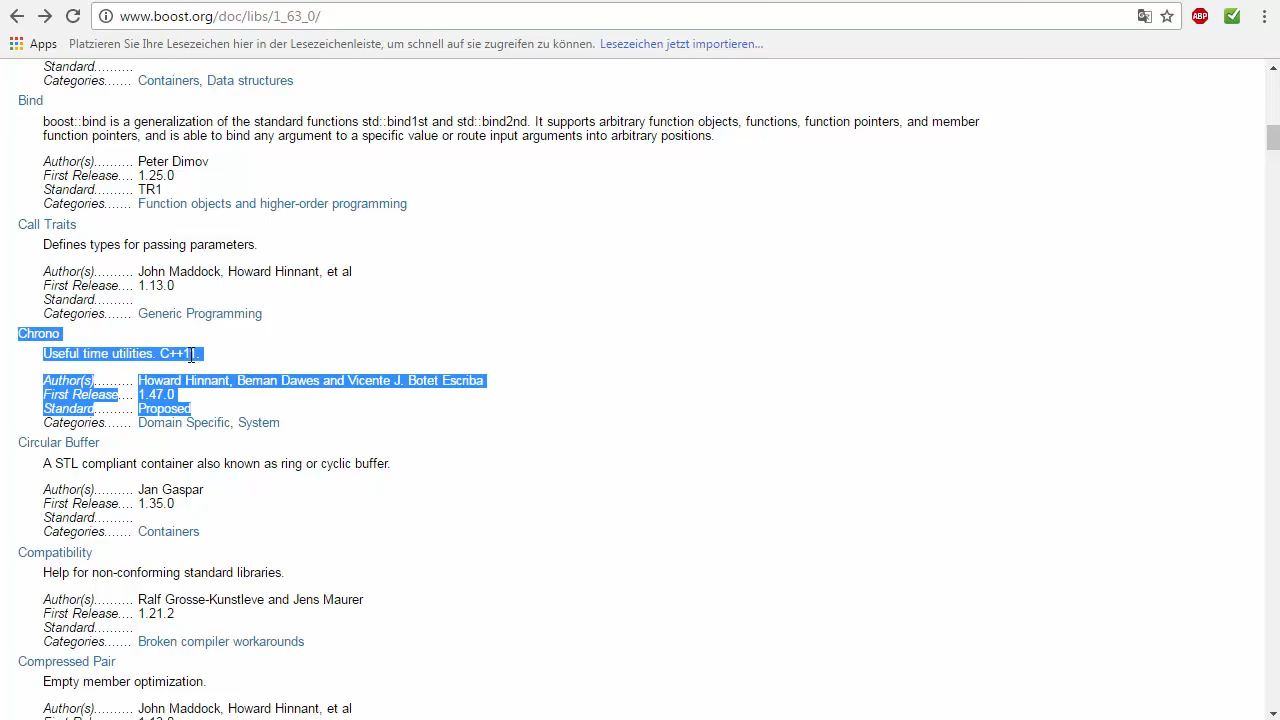 www.boost.org/doc/libs/1_63_0/
ABP
Apps Platzieren Sie Ihre Lesezeichen hier in der Lesezeichenleiste, um schnell auf sie zugreifen zu können. Lesezeichen jetzt importieren...
Standard..........
Categories....... Containers, Data structures
Bind
boost::bind is a generalization of the standard functions std::bind1st and std::bind2nd. It supports arbitrary function objects, functions, function pointers, and member
function pointers, and is able to bind any argument to a specific value or route input arguments into arbitrary positions.
Author(s).......... Peter Dimov
First Release.... 1.25.0
Standard.......... TR1
Categories....... Function objects and higher-order programming
Call Traits
Defines types for passing parameters.
Author(s).......... John Maddock, Howard Hinnant, et al
First Release.... 1.13.0
Standard..........
Categories....... Generic Programming
Chrono
Useful time utilities. C++11.
Author(s).......... Howard Hinnant, Beman Dawes and Vicente J. Botet Escriba
First Release.... 1.47.0
Standard.......... Proposed
Categories....... Domain Specific, System
Circular Buffer
A STL compliant container also known as ring or cyclic buffer.
Author(s).......... Jan Gaspar
First Release.... 1.35.0
Standard..........
Categories....... Containers
Compatibility
Help for non-conforming standard libraries.
Author(s).......... Ralf Grosse-Kunstleve and Jens Maurer
First Release.... 1.21.2
Standard..........
Categories....... Broken compiler workarounds
Compressed Pair
Empty member optimization.
Author(s).......... John Maddock, Howard Hinnant, et al